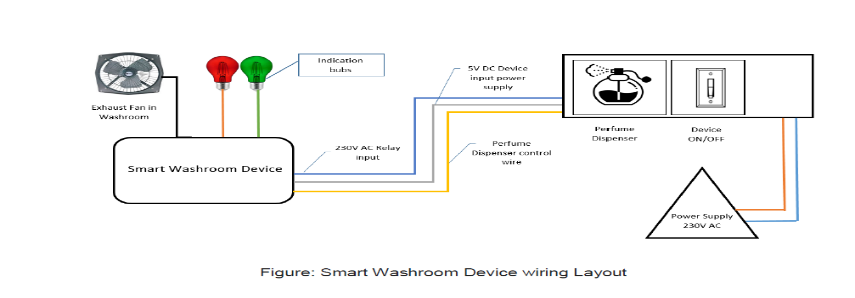 Indication
bubs
5V DC Device
input power
supply
Exhaust Fan in
Washroom
Perfume
Dispenser
Device
ON/OFF
230V AC Relay
input
Perfume
Dispenser control
wire
Smart Washroom Device
Power Supply
230V AC
Figure: Smart Washroom Device wiring Layout